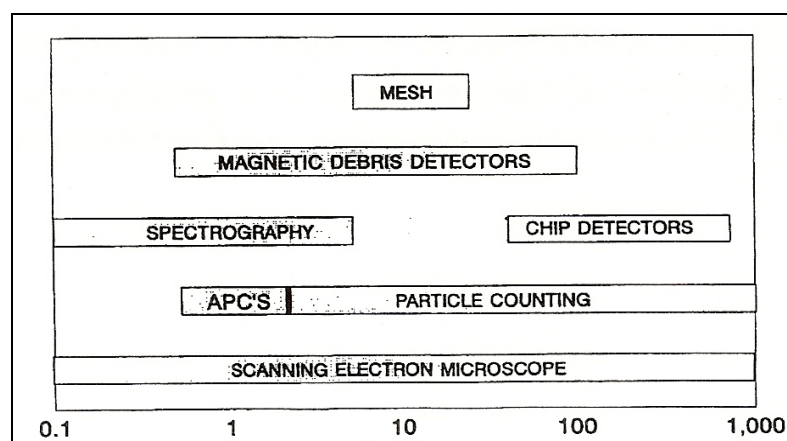 MESH
MAGNETIC DEBRIS DETECTORS
SPECTROGRAPHY
CHIP DETECTORS
APC'S
PARTICLE COUNTING
SCANNING ELECTRON MICROSCOPE
0.1 1 10 100 1,000